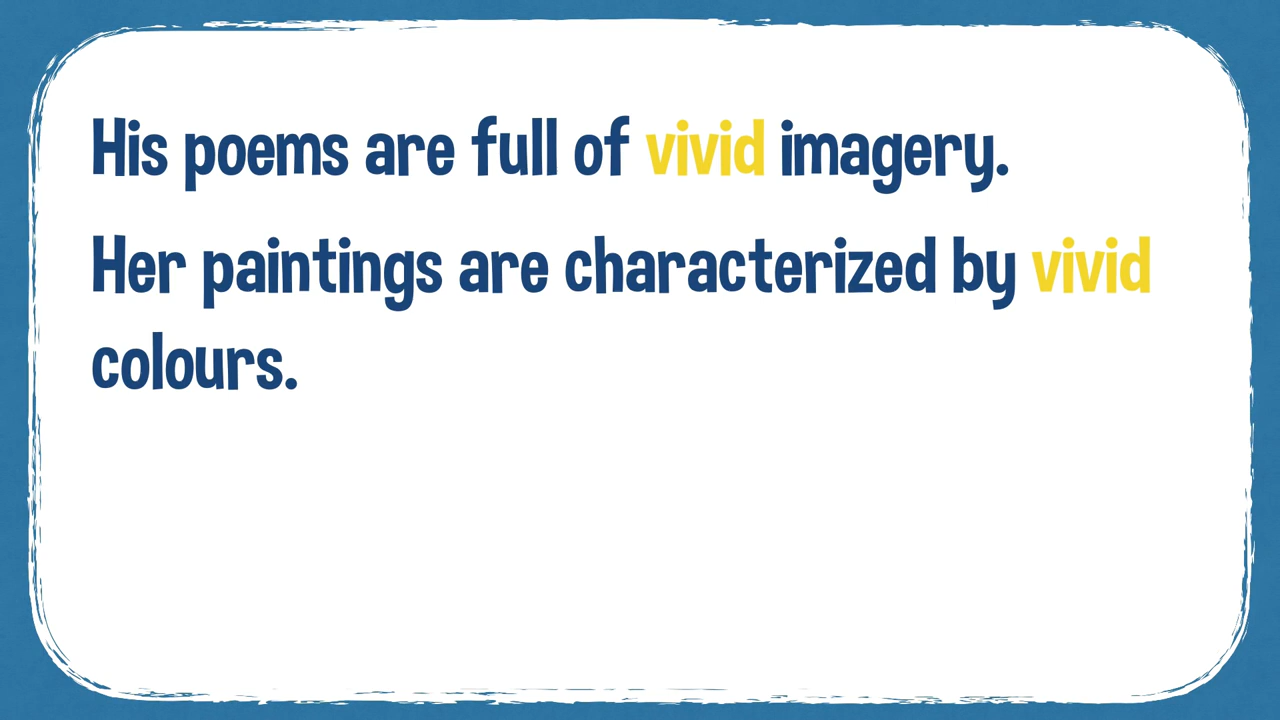 His poems are full of vivid imagery.
Her paintings are characterized by vivid
colours.